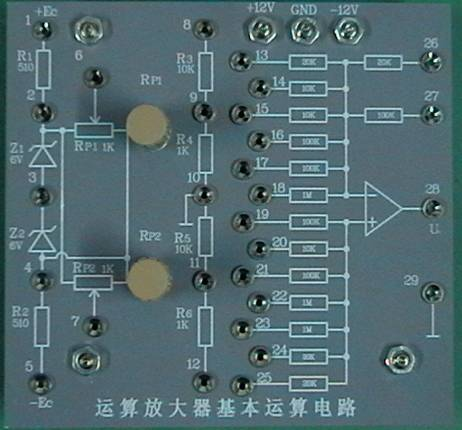 +12V GND -12V
1 +Ec
8
6
R1
510
R3
10K
13
20K
20K
26
14
10K
2
9
15
10K
100K
27
RP1
RP1 1K
R4
1K
16
100K
Z1
6V
3
17
100K
10
18
1M
28
19
100K
U
Z2
6V
RP2
R5
10K
20
10K
4
RP2 1K
11
21
100K
29
22
1M
R2
510
7
R6
1K
23
1M
24
20K
5
12
25
20K
-Ec
运算放大器基本运算电路